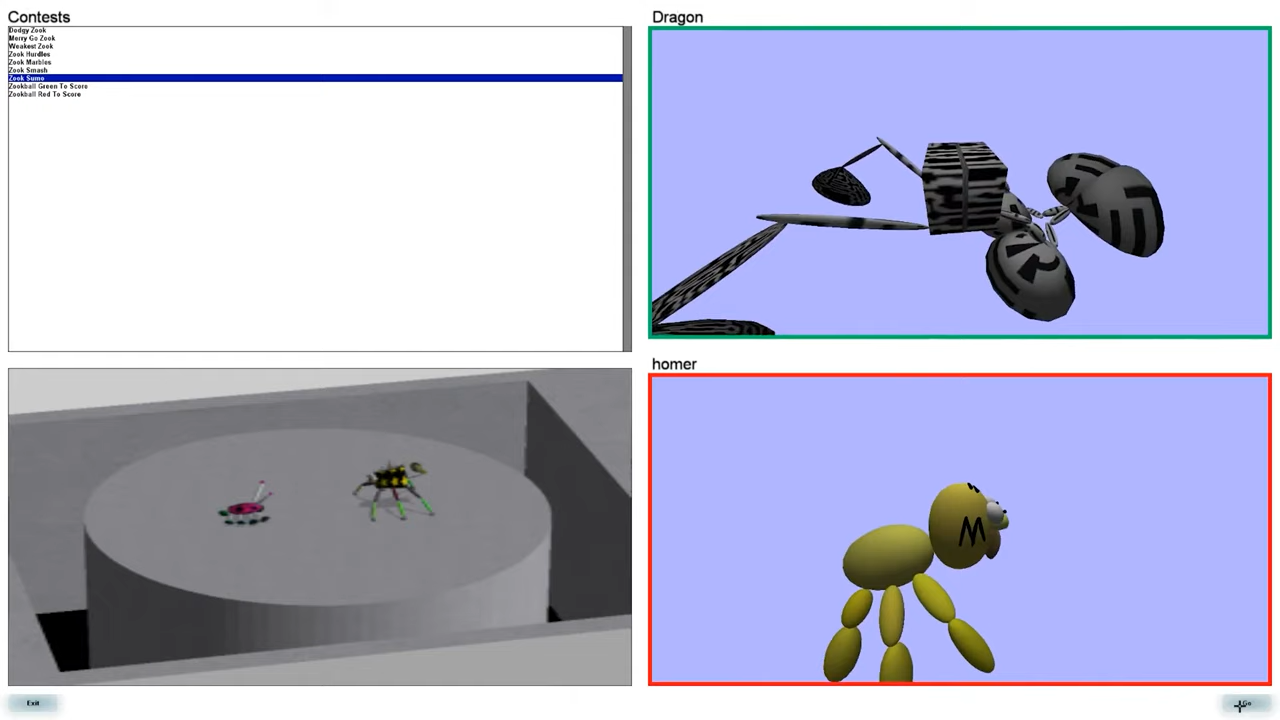 Contests
Dodgy Zook
Merry Go Zook
Weakest Zook
Zook Hurdles
Zook Marbles
Zook Smash
Zook Sumo
Zookball Green To Score
Zookball Red To Score
Dragon
homer
M
Exit
Go